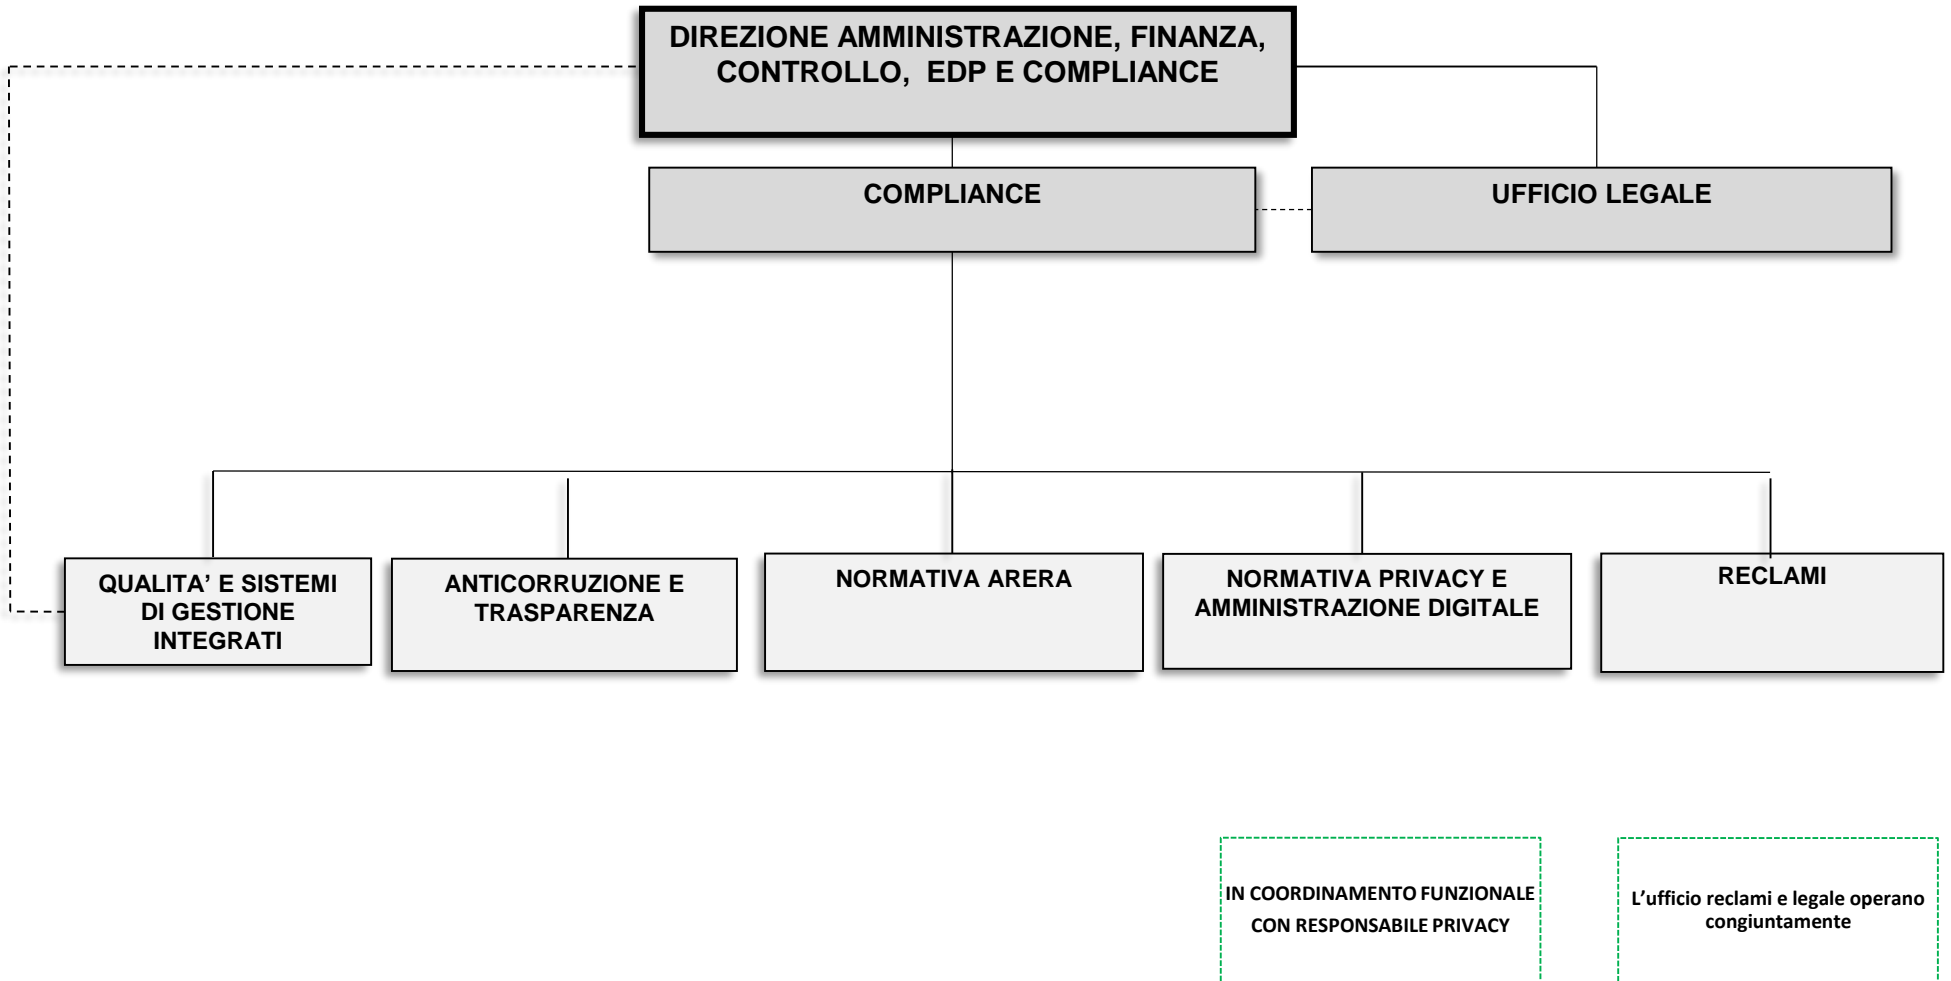 DIREZIONE AMMINISTRAZIONE, FINANZA,
CONTROLLO, EDP E COMPLIANCE
COMPLIANCE
UFFICIO LEGALE
QUALITA’ E SISTEMI
DI GESTIONE
INTEGRATI
ANTICORRUZIONE E
TRASPARENZA
NORMATIVA ARERA
NORMATIVA PRIVACY E
AMMINISTRAZIONE DIGITALE
RECLAMI
IN COORDINAMENTO FUNZIONALE
CON RESPONSABILE PRIVACY
L’ufficio reclami e legale operano
congiuntamente